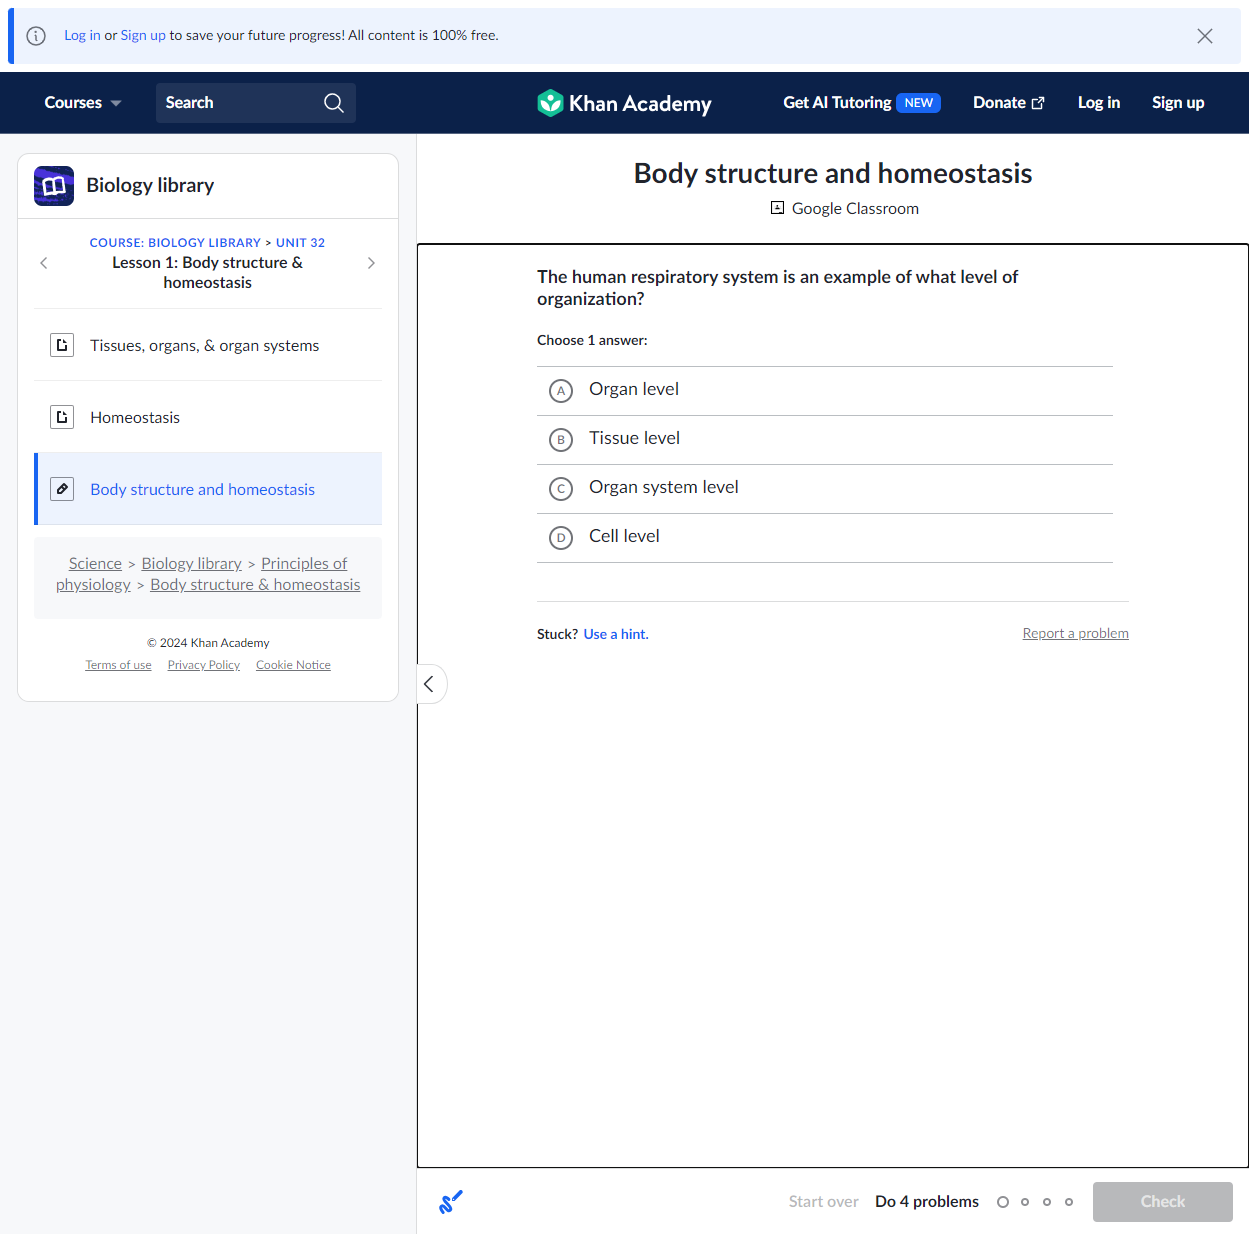 Log in or Sign up to save your future progress! All content is 100% free.
Courses
Search
Khan Academy
Get AI Tutoring NEW
Donate
Log in
Sign up
Biology library
COURSE: BIOLOGY LIBRARY > UNIT 32
Lesson 1: Body structure &
homeostasis
Tissues, organs, & organ systems
Homeostasis
Body structure and homeostasis
Science > Biology library > Principles of
physiology > Body structure & homeostasis
© 2024 Khan Academy
Terms of use Privacy Policy Cookie Notice
Body structure and homeostasis
Google Classroom
The human respiratory system is an example of what level of
organization?
Choose 1 answer:
A Organ level
B Tissue level
C Organ system level
D Cell level
Stuck? Use a hint.
Report a problem
Start over
Do 4 problems
Check